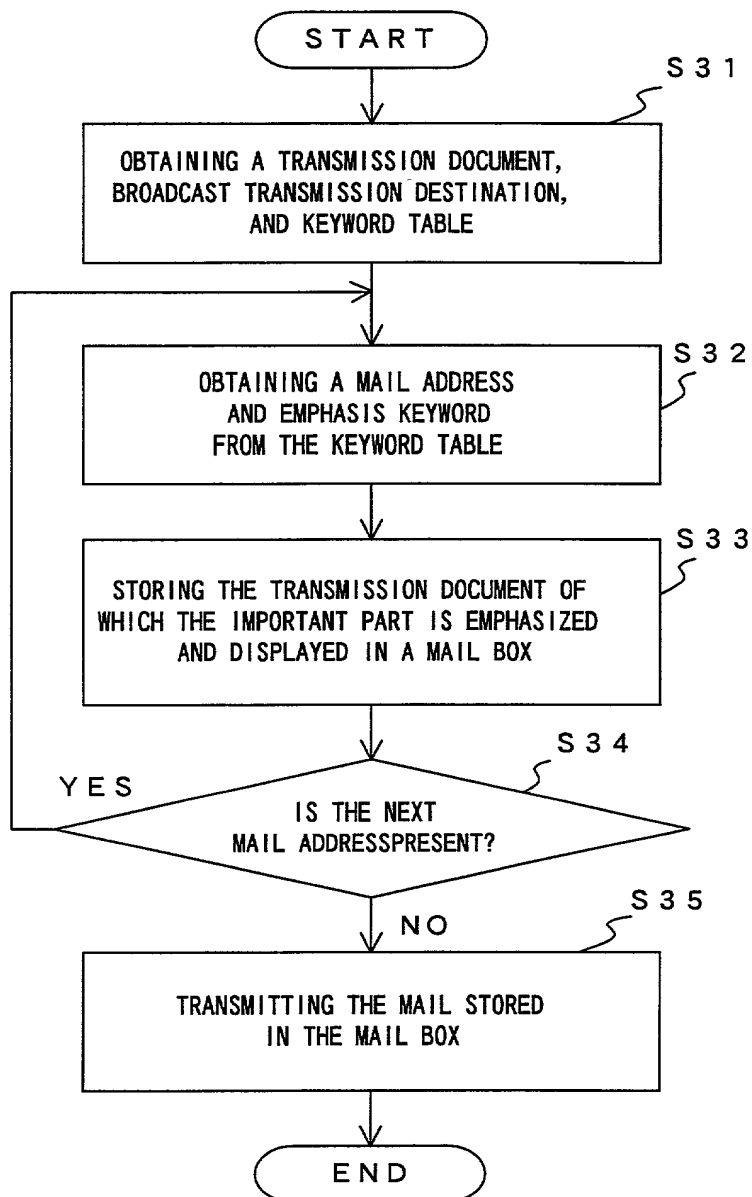 START
S31
OBTAINING A TRANSMISSION DOCUMENT,
BROADCAST TRANSMISSION DESTINATION,
AND KEYWORD TABLE
S32
OBTAINING A MAIL ADDRESS
AND EMPHASIS KEYWORD
FROM THE KEYWORD TABLE
S33
STORING THE TRANSMISSION DOCUMENT OF
WHICH THE IMPORTANT PART IS EMPHASIZED
AND DISPLAYED IN A MAIL BOX
S34
YES
IS THE NEXT
MAIL ADDRESSPRESENT?
NO
S35
TRANSMITTING THE MAIL STORED
IN THE MAIL BOX
END